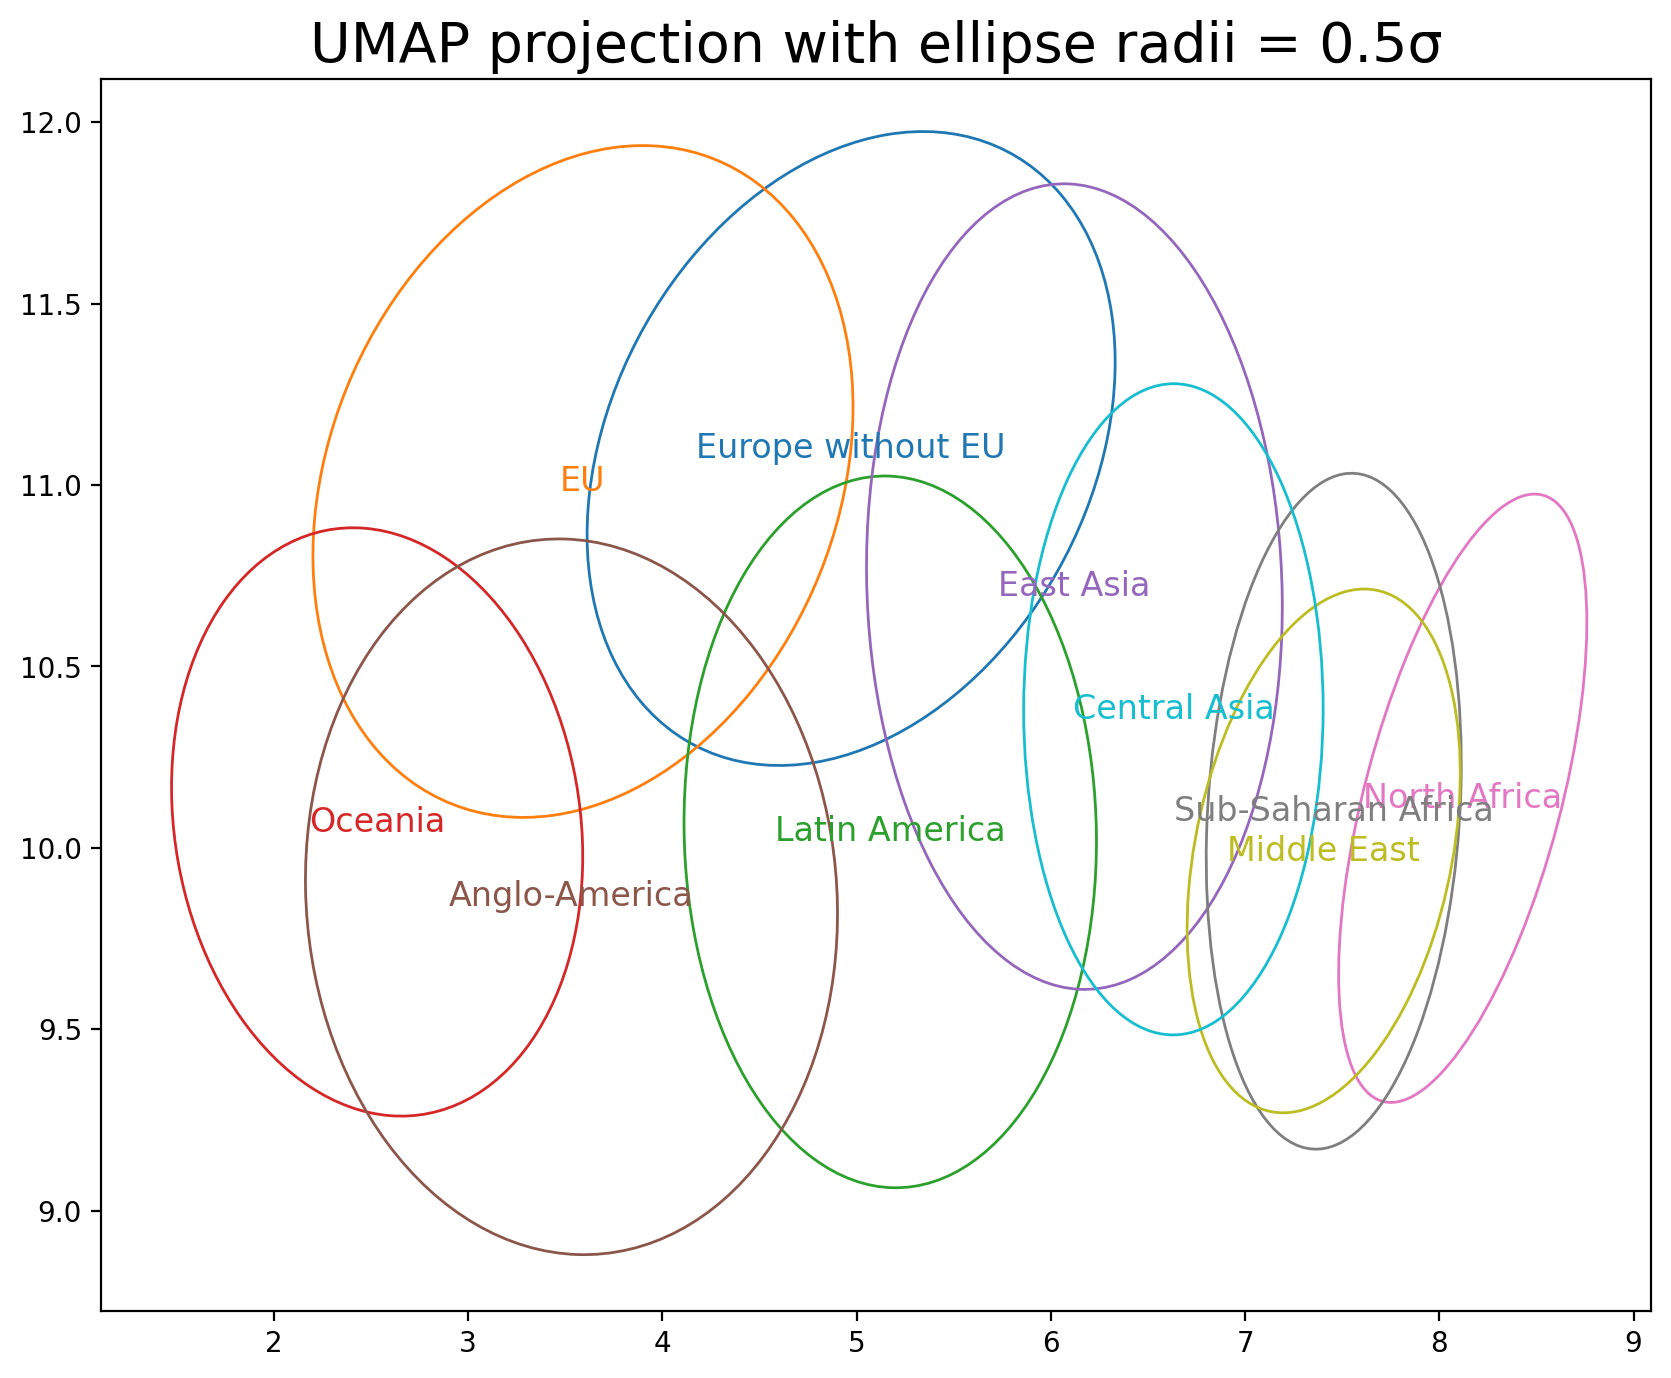 UMAP projection with ellipse radii = 0.5σ
12.0
11.5
11.0
10.5
10.0
9.5
9.0
Europe without EU
EU
East Asia
Central Asia
North Africa
Sub-Saharan Africa
Oceania
Latin America
Middle East
Anglo-America
2 3 4 5 6 7 8 9